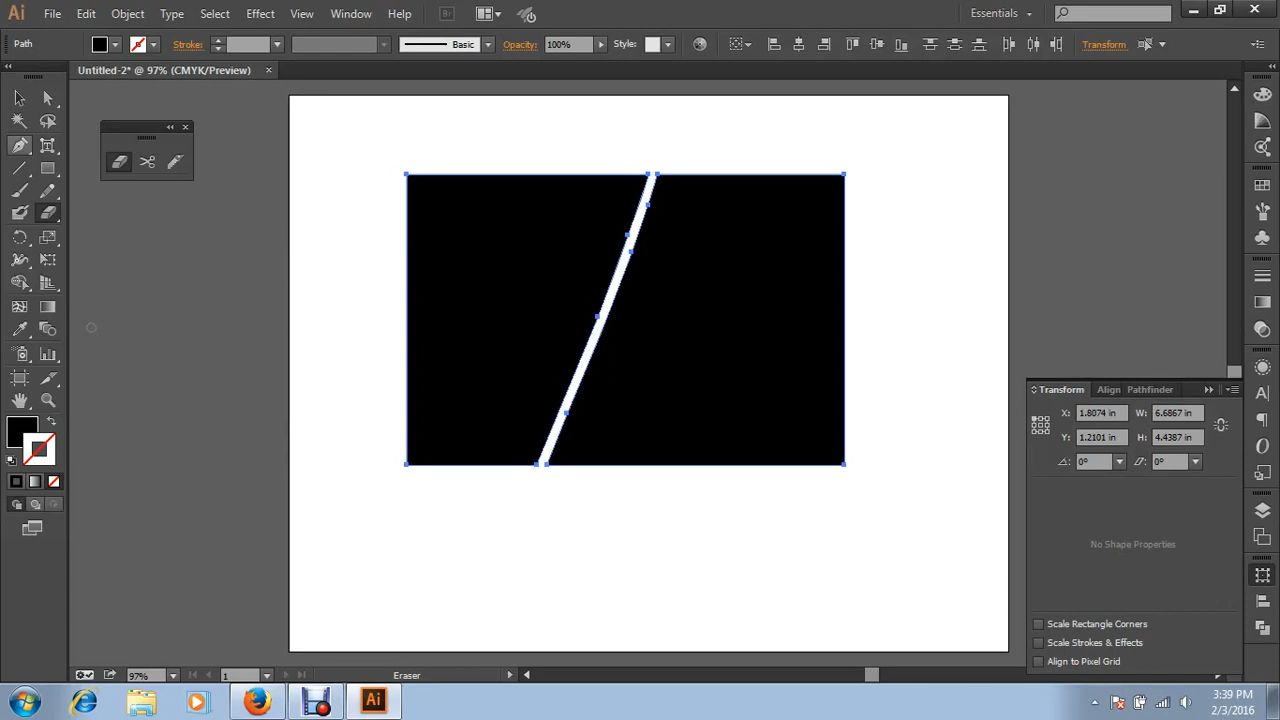 Ai File Edit Object Type Select Effect View Window Help Br Essentials
Path Stroke: Basic Opacity: 100% Style: Transform
Untitled-2* @ 97% (CMYK/Preview)
Transform Align Pathfinder
X: 1.8074 in W: 6.6867 in
Y: 1.2101 in H: 4.4387 in
0° 0°
No Shape Properties
Scale Rectangle Corners
Scale Strokes & Effects
Align to Pixel Grid
97% 1 Eraser
Ai 3:39 PM
2/3/2016